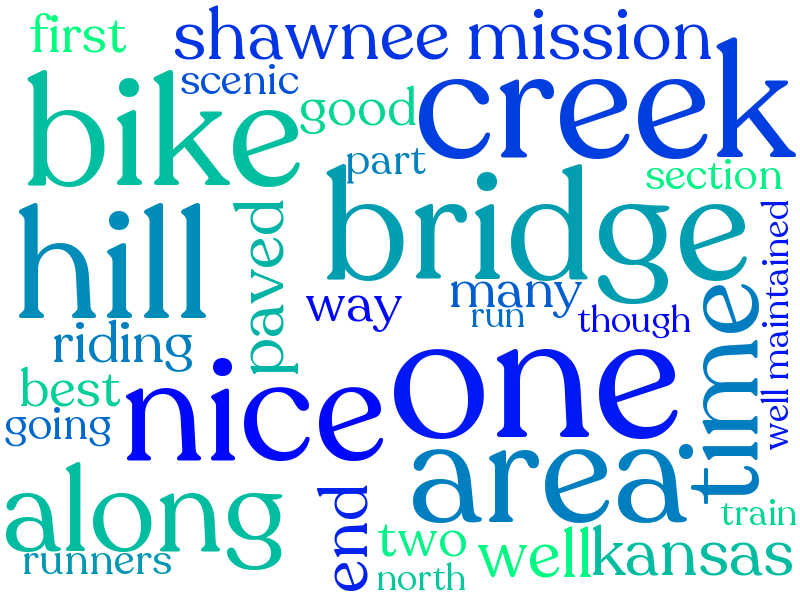 first
shawnee mission
scenic
bike
good
creek
part
section
hill
paved
bridge
well maintained
way
many
run
though
time
riding
best
nice
one
going
area
along
end
train
two
well
kansas
runners
north